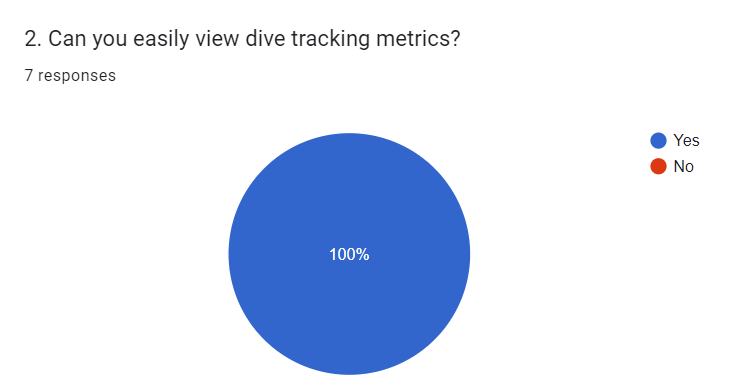 2. Can you easily view dive tracking metrics?
7 responses
Yes
No
100%